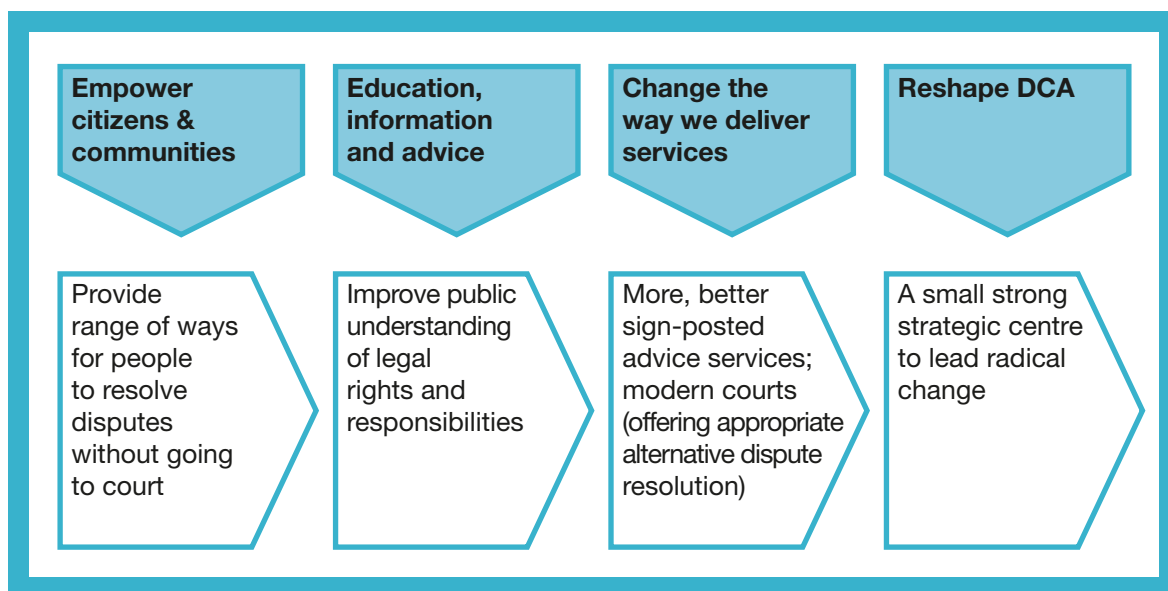 Empower
citizens &
communities
Education,
information
and advice
Change the
way we deliver
services
Reshape DCA
Provide
range of ways
for people
to resolve
disputes
without going
to court
Improve public
understanding
of legal
rights and
responsibilities
More, better
sign-posted
advice services;
modern courts
(offering appropriate
alternative dispute
resolution)
A small strong
strategic centre
to lead radical
change